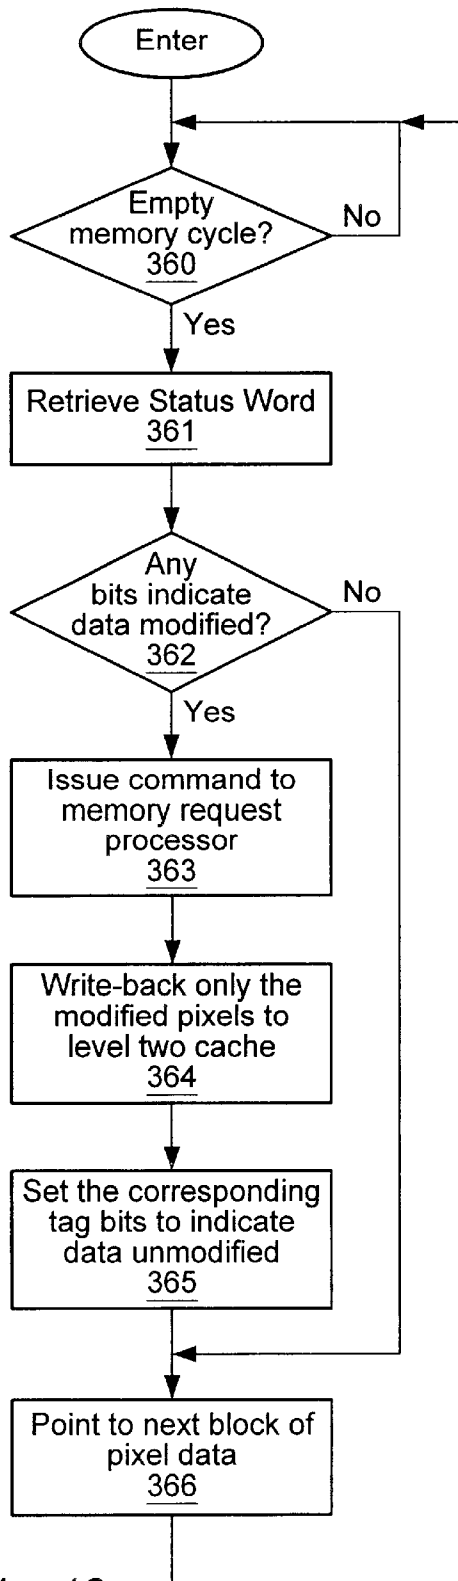 Enter
Empty
memory cycle?
360
No
Yes
Retrieve Status Word
361
Any
bits indicate
data modified?
362
No
Yes
Issue command to
memory request
processor
363
Write-back only the
modified pixels to
level two cache
364
Set the corresponding
tag bits to indicate
data unmodified
365
Point to next block of
pixel data
366